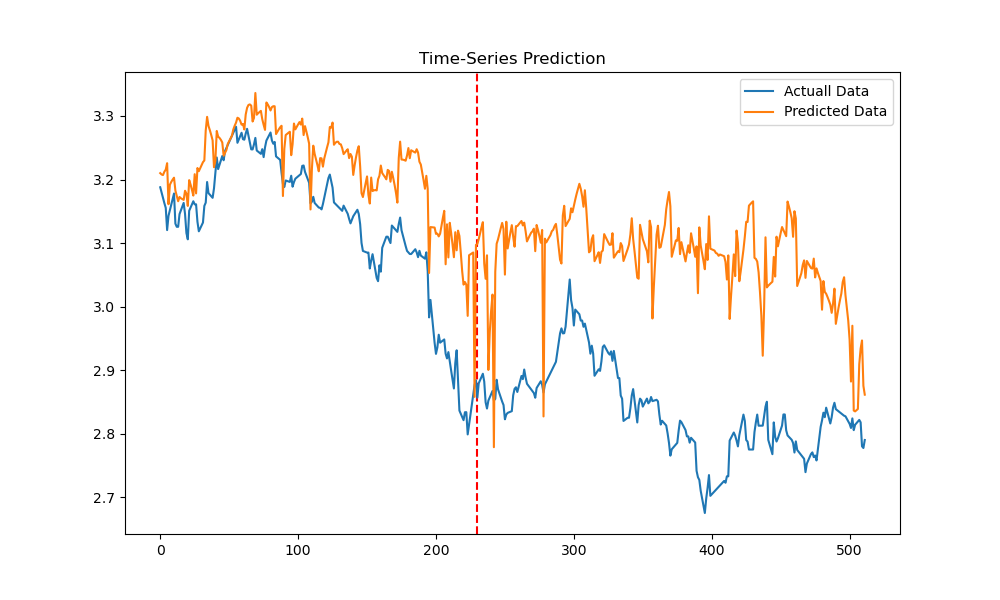 Time-Series Prediction
Actuall Data
Predicted Data
3.3
3.2
3.1
3.0
2.9
2.8
2.7
0 100 200 300 400 500